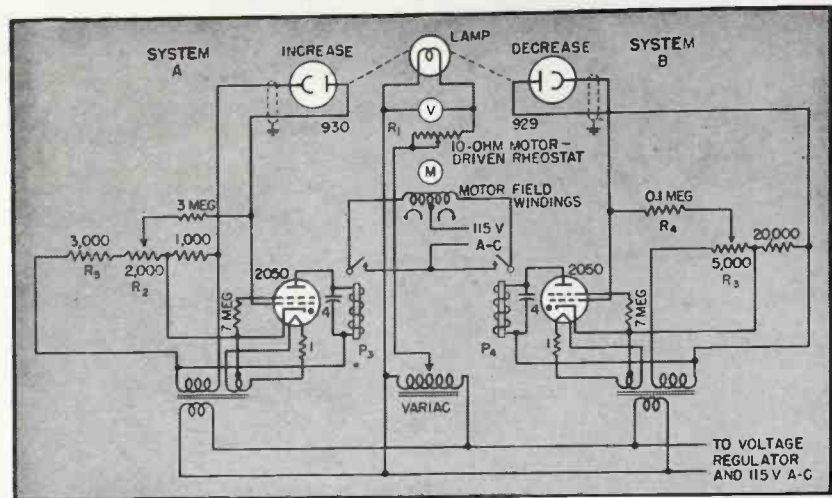 SYSTEM
A
INCREASE
LAMP
DECREASE
SYSTEM
B
V
930
R1
929
10-OHM MOTOR-
DRIVEN RHEOSTAT
M
3 MEG
MOTOR FIELD
WINDINGS
0.1 MEG
R4
3,000
R5
2,000
R2
1,000
115 V
A-C
20,000
5,000
R3
2050
2050
7 MEG
4
P3
1
4
P4
7 MEG
1
VARIAC
TO VOLTAGE
REGULATOR
AND 115 V A-C